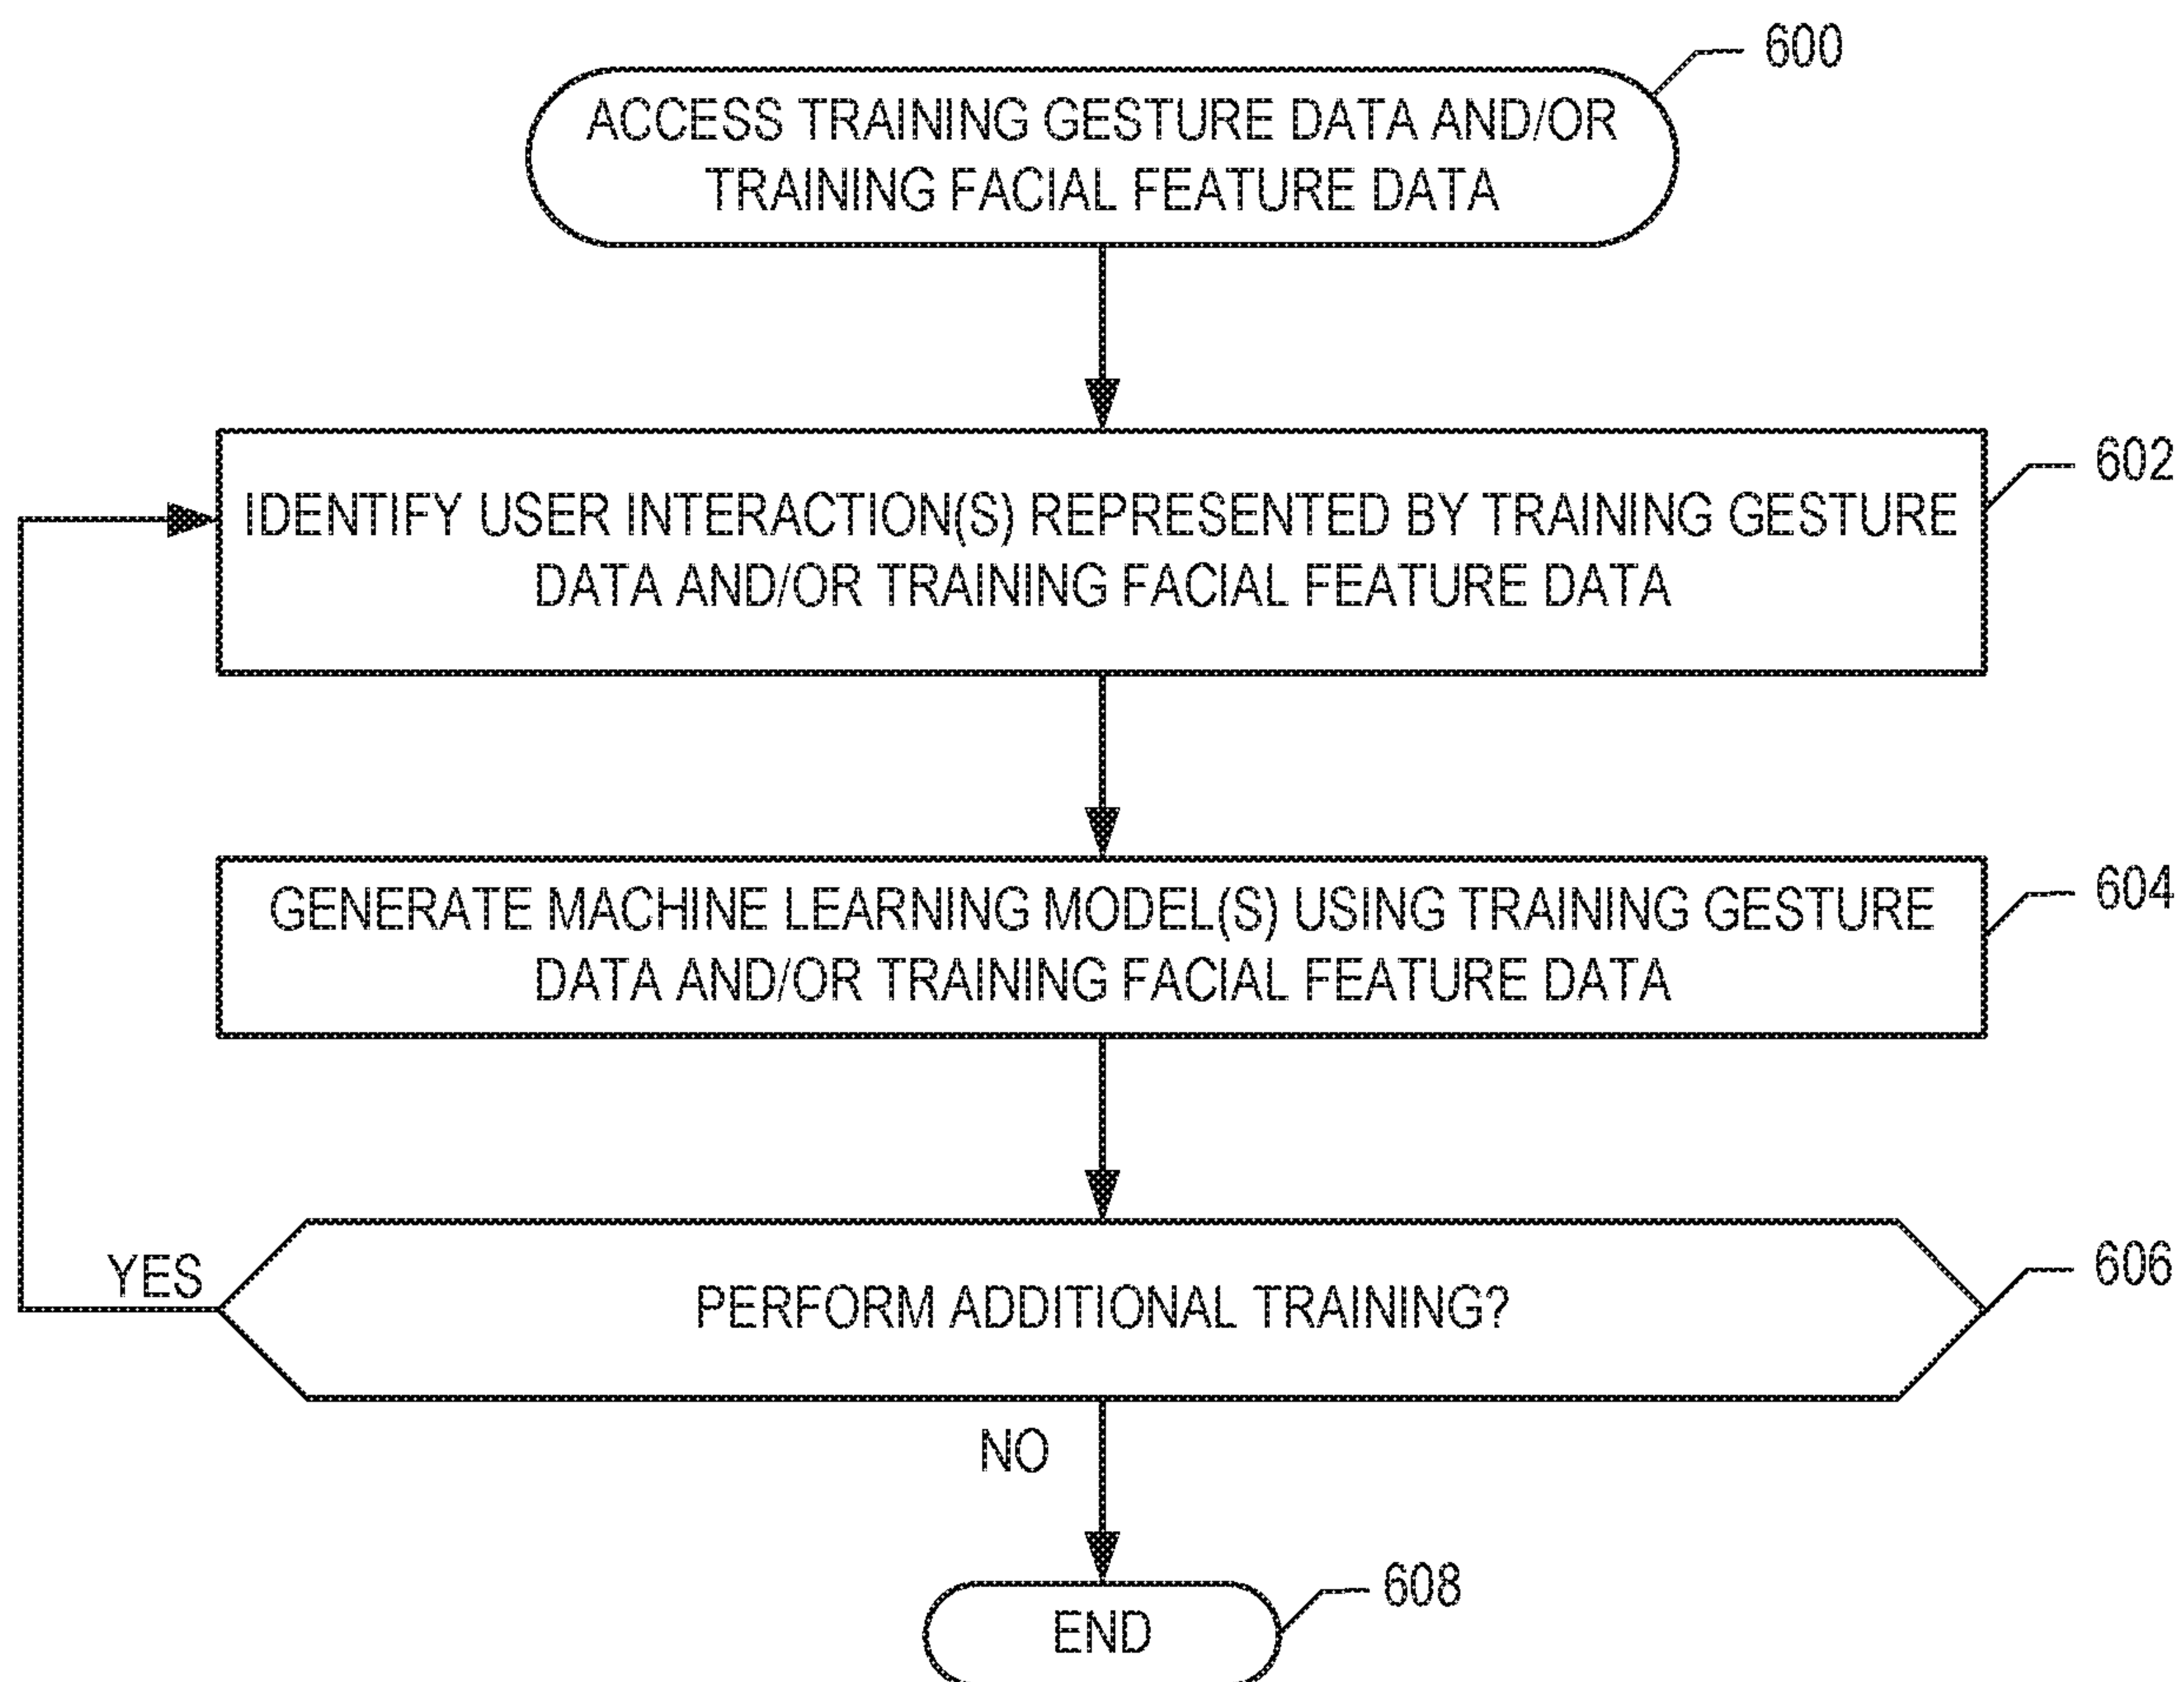 600
ACCESS TRAINING GESTURE DATA AND/OR
TRAINING FACIAL FEATURE DATA
602
IDENTIFY USER INTERACTION(S) REPRESENTED BY TRAINING GESTURE
DATA AND/OR TRAINING FACIAL FEATURE DATA
604
GENERATE MACHINE LEARNING MODEL(S) USING TRAINING GESTURE
DATA AND/OR TRAINING FACIAL FEATURE DATA
606
YES
PERFORM ADDITIONAL TRAINING?
NO
608
END